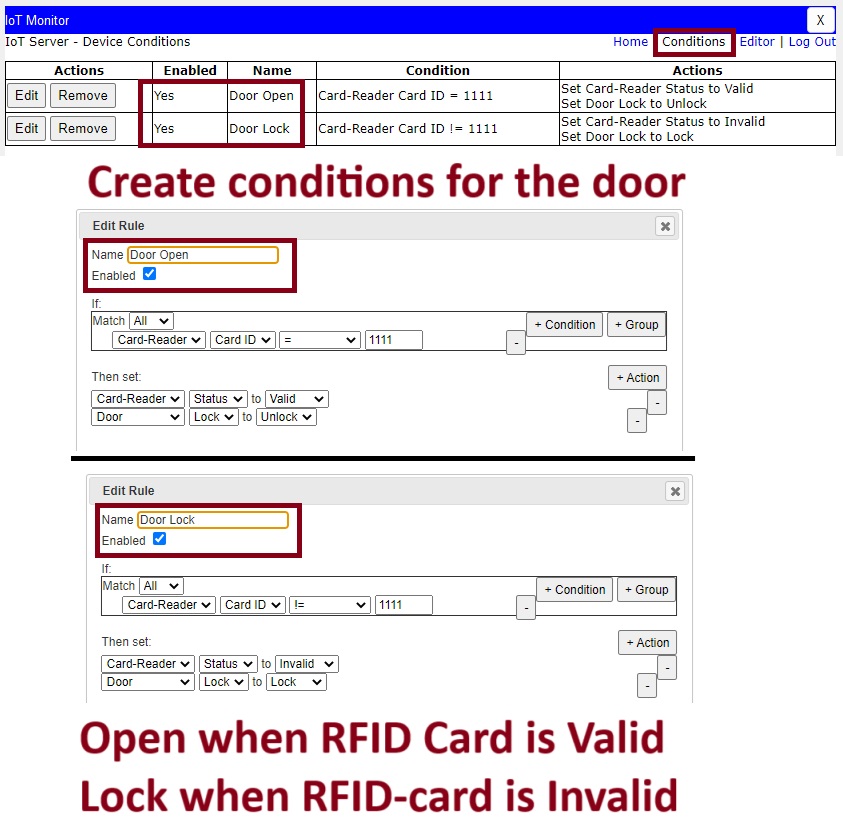 IoT Monitor X
IoT Server - Device Conditions Home Conditions Editor | Log Out
Actions Enabled Name Condition Actions
Edit Remove Yes Door Open Card-Reader Card ID = 1111 Set Card-Reader Status to Valid
Set Door Lock to Unlock
Edit Remove Yes Door Lock Card-Reader Card ID != 1111 Set Card-Reader Status to Invalid
Set Door Lock to Lock
Create conditions for the door
Edit Rule
Name Door Open
Enabled
If:
Match All + Condition + Group
Card-Reader Card ID = 1111 -
Then set: + Action
Card-Reader Status to Valid -
Door Lock to Unlock -
Edit Rule
Name Door Lock
Enabled
If:
Match All + Condition + Group
Card-Reader Card ID != 1111 -
Then set: + Action
Card-Reader Status to Invalid -
Door Lock to Lock -
Open when RFID Card is Valid
Lock when RFID-card is Invalid